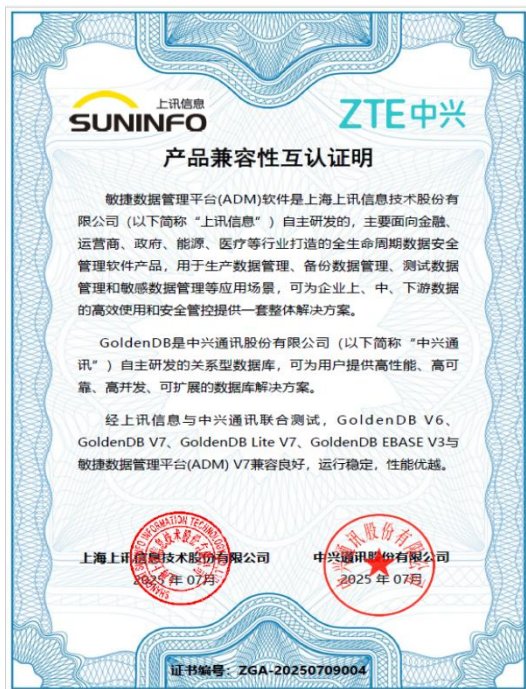 上讯信息
SUNINFO
ZTE中兴
产品兼容性互认证明
敏捷数据管理平台(ADM)软件是上海上讯信息技术股份有
限公司（以下简称“上讯信息”）自主研发的，主要面向金融、
运营商、政府、能源、医疗等行业打造的全生命周期数据安全
管理软件产品，用于生产数据管理、备份数据管理、测试数据
管理和敏感数据管理等应用场景，可为企业上、中、下游数据
的高效使用和安全管控提供一套整体解决方案。
GoldenDB是中兴通讯股份有限公司（以下简称“中兴通
讯”）自主研发的关系型数据库，可为用户提供高性能、高可
靠、高并发、可扩展的数据库解决方案。
经上讯信息与中兴通讯联合测试，GoldenDB V6、
GoldenDB V7、GoldenDB Lite V7、GoldenDB EBASE V3与
敏捷数据管理平台(ADM) V7兼容良好，运行稳定，性能优越。
上海上讯信息技术股份有限公司
2025 年 07月
中兴通讯股份有限公司
2025 年 07月
证书编号：ZGA-20250709004